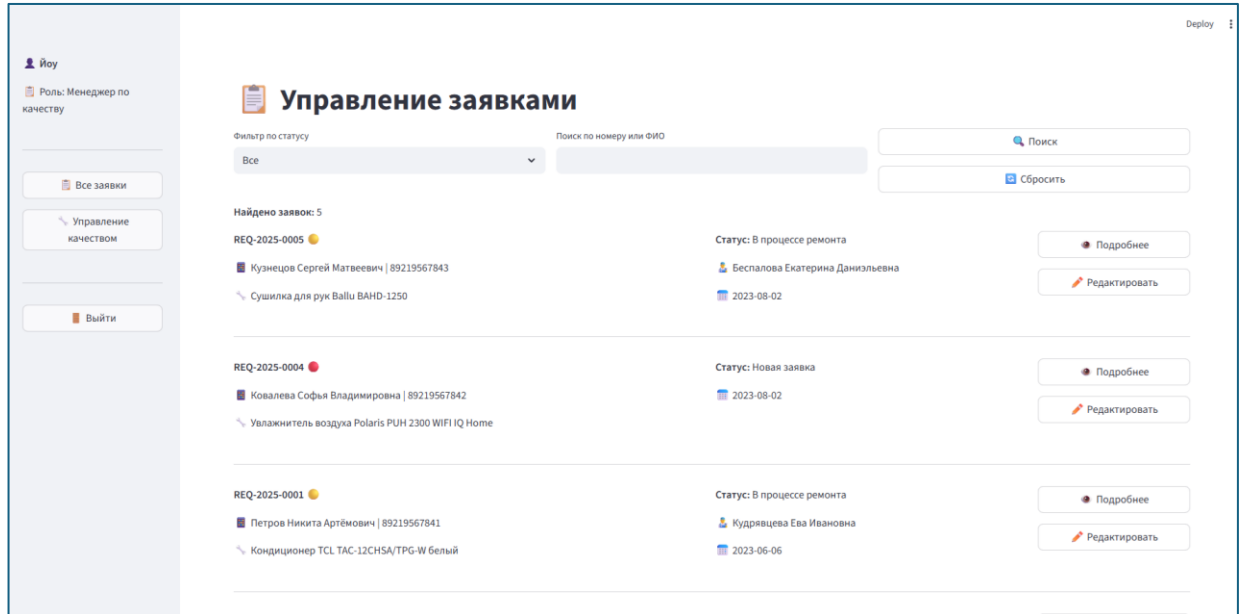 Deploy
йоу
Роль: Менеджер по
качеству
Все заявки
Управление
качеством
Выйти
Управление заявками
Фильтр по статусу
Все
Поиск по номеру или ФИО
Поиск
Сбросить
Найдено заявок: 5
REQ-2025-0005
Кузнецов Сергей Матвеевич | 89219567843
Сушилка для рук Ballu BAHD-1250
Статус: В процессе ремонта
Беспалова Екатерина Даниэльевна
2023-08-02
Подробнее
Редактировать
REQ-2025-0004
Ковалева Софья Владимировна | 89219567842
Увлажнитель воздуха Polaris PUH 2300 WIFI IQ Home
Статус: Новая заявка
2023-08-02
Подробнее
Редактировать
REQ-2025-0001
Петров Никита Артёмович | 89219567841
Кондиционер TCL TAC-12CHSA/TPG-W белый
Статус: В процессе ремонта
Кудрявцева Ева Ивановна
2023-06-06
Подробнее
Редактировать